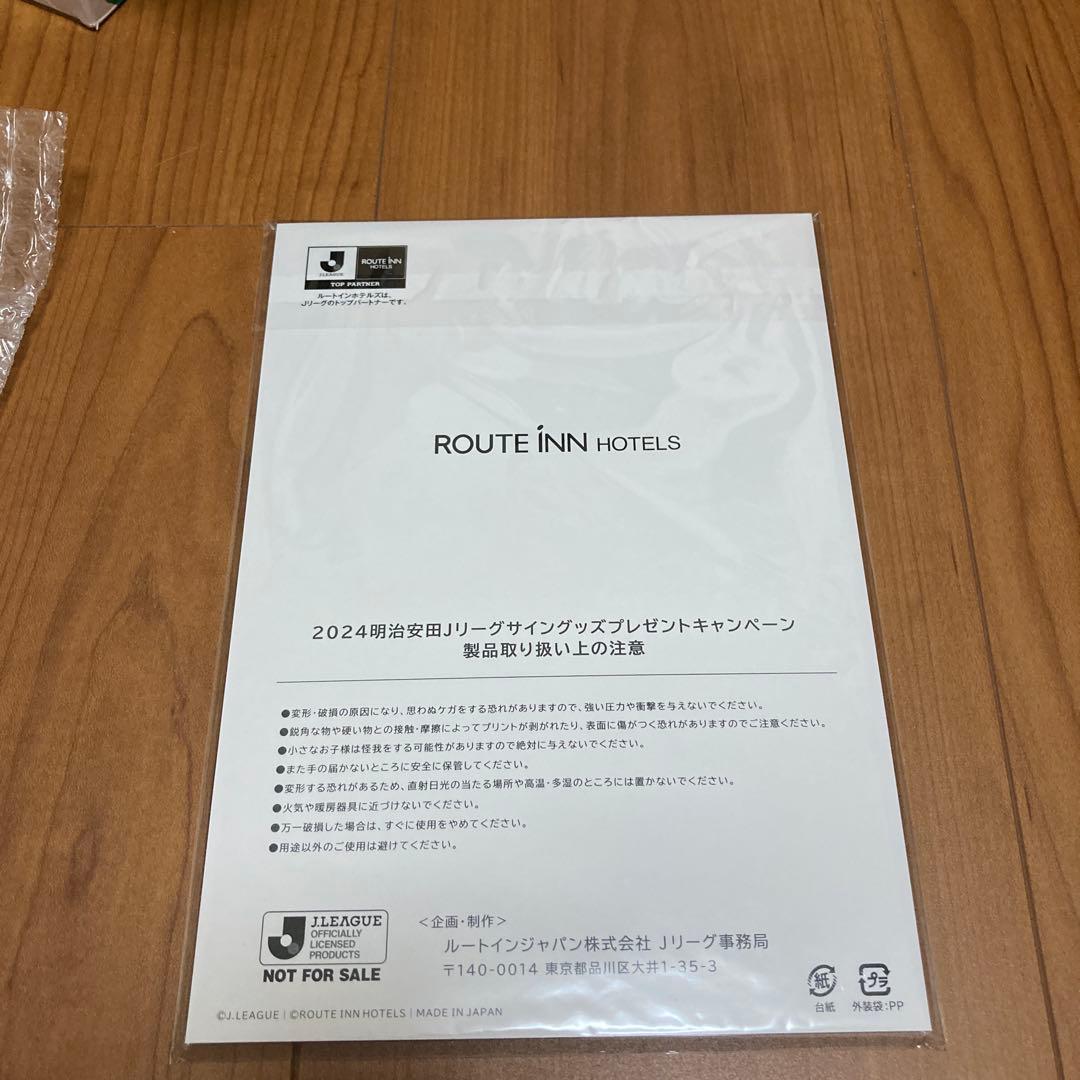 J.LEAGUE
ROUTE INN
HOTELS
TOP PARTNER
ルートインホテルズは、
Jリーグのトップパートナーです。
ROUTE INN HOTELS
2024明治安田Jリーグサイングッズプレゼントキャンペーン
製品取り扱い上の注意
●変形・破損の原因になり、思わぬケガをする恐れがありますので、強い圧力や衝撃を与えないでください。
●鋭角な物や硬い物との接触・摩擦によってプリントが剥がれたり、表面に傷がつく恐れがありますのでご注意ください。
●小さなお子様は怪我をする可能性がありますので絶対に与えないでください。
●また手の届かないところに安全に保管してください。
●変形する恐れがあるため、直射日光の当たる場所や高温・多湿のところには置かないでください。
●火気や暖房器具に近づけないでください。
●万一破損した場合は、すぐに使用をやめてください。
●用途以外のご使用は避けてください。
J.LEAGUE
OFFICIALLY
LICENSED
PRODUCTS
NOT FOR SALE
＜企画・制作＞
ルートインジャパン株式会社 Jリーグ事務局
〒140-0014 東京都品川区大井1-35-3
紙
台紙
プラ
外装袋:PP
©J.LEAGUE | ©ROUTE INN HOTELS | MADE IN JAPAN